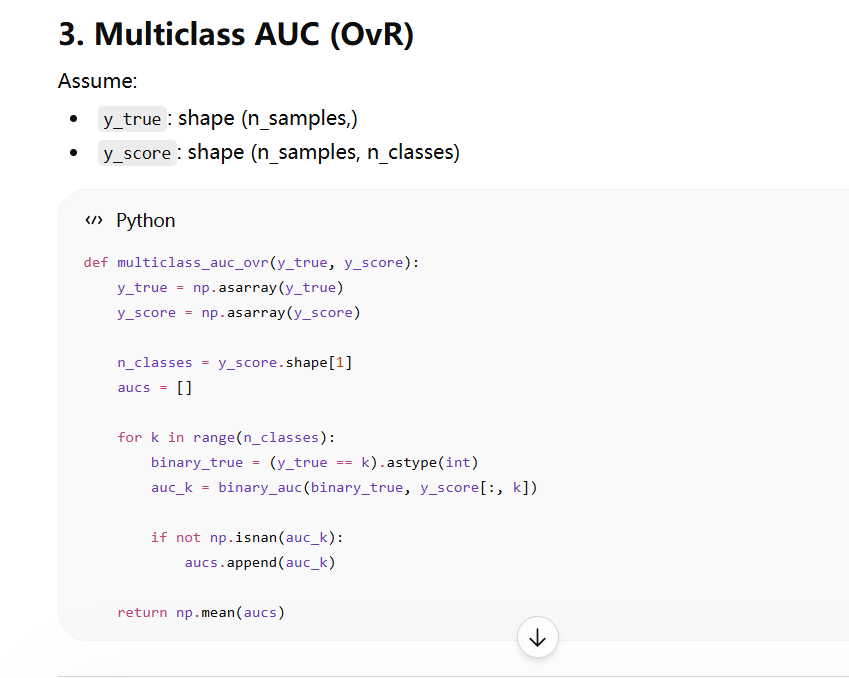 3. Multiclass AUC (OvR)
Assume:
• y_true: shape (n_samples,)
• y_score: shape (n_samples, n_classes)
</> Python
def multiclass_auc_ovr(y_true, y_score):
    y_true = np.asarray(y_true)
    y_score = np.asarray(y_score)
    n_classes = y_score.shape[1]
    aucs = []
    for k in range(n_classes):
        binary_true = (y_true == k).astype(int)
        auc_k = binary_auc(binary_true, y_score[:, k])
        if not np.isnan(auc_k):
            aucs.append(auc_k)
    return np.mean(aucs)